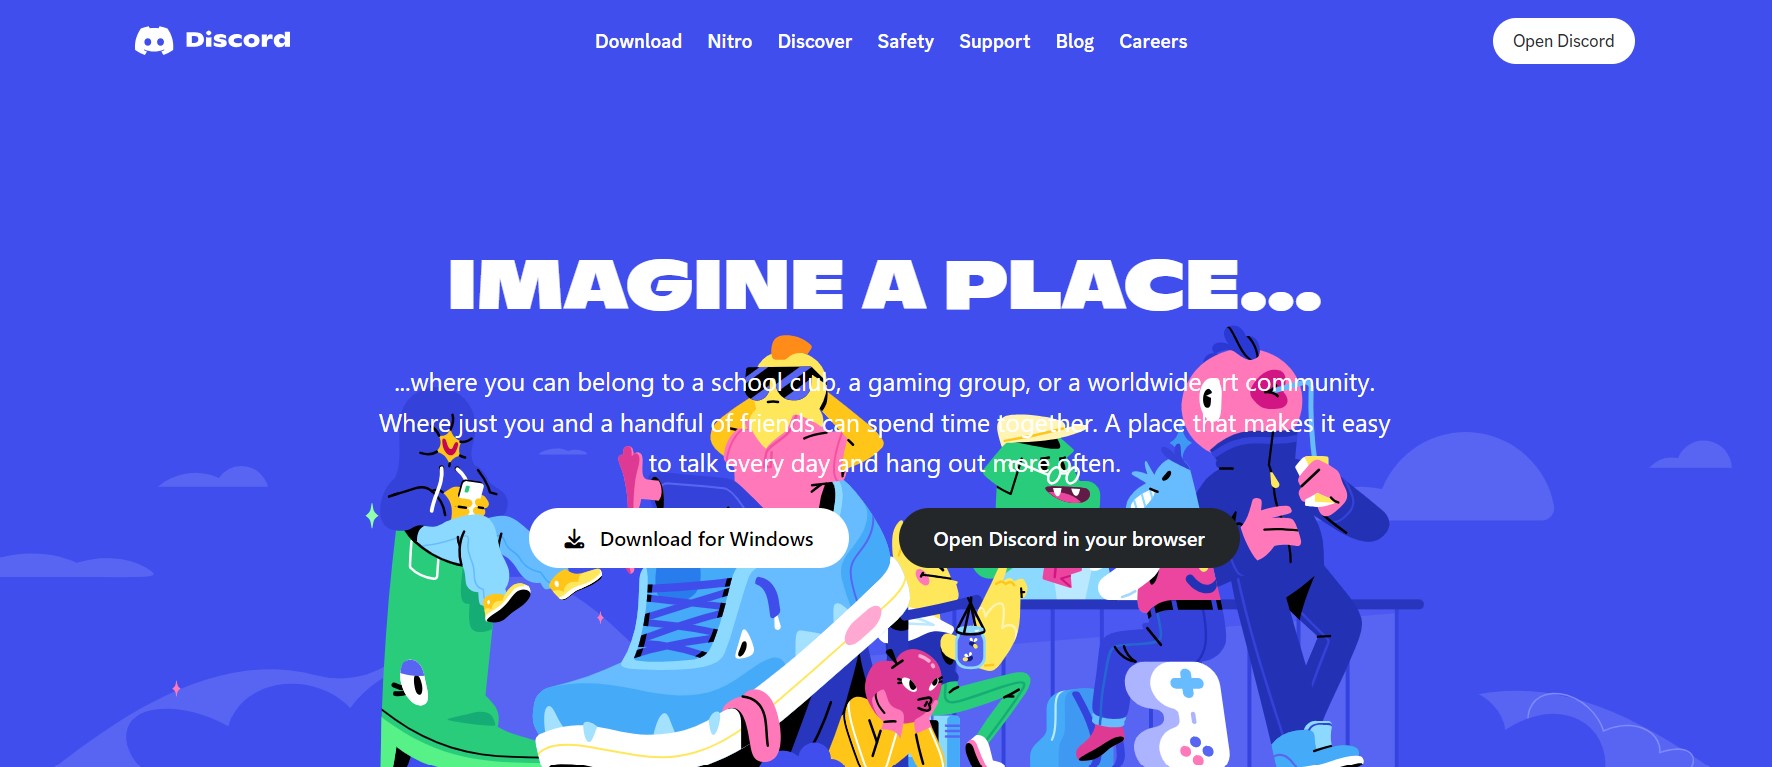 Discord
Download Nitro Discover Safety Support Blog Careers
Open Discord
IMAGINE A PLACE...
...where you can belong to a school club, a gaming group, or a worldwide art community.
Where just you and a handful of friends can spend time together. A place that makes it easy
to talk every day and hang out more often.
Download for Windows
Open Discord in your browser